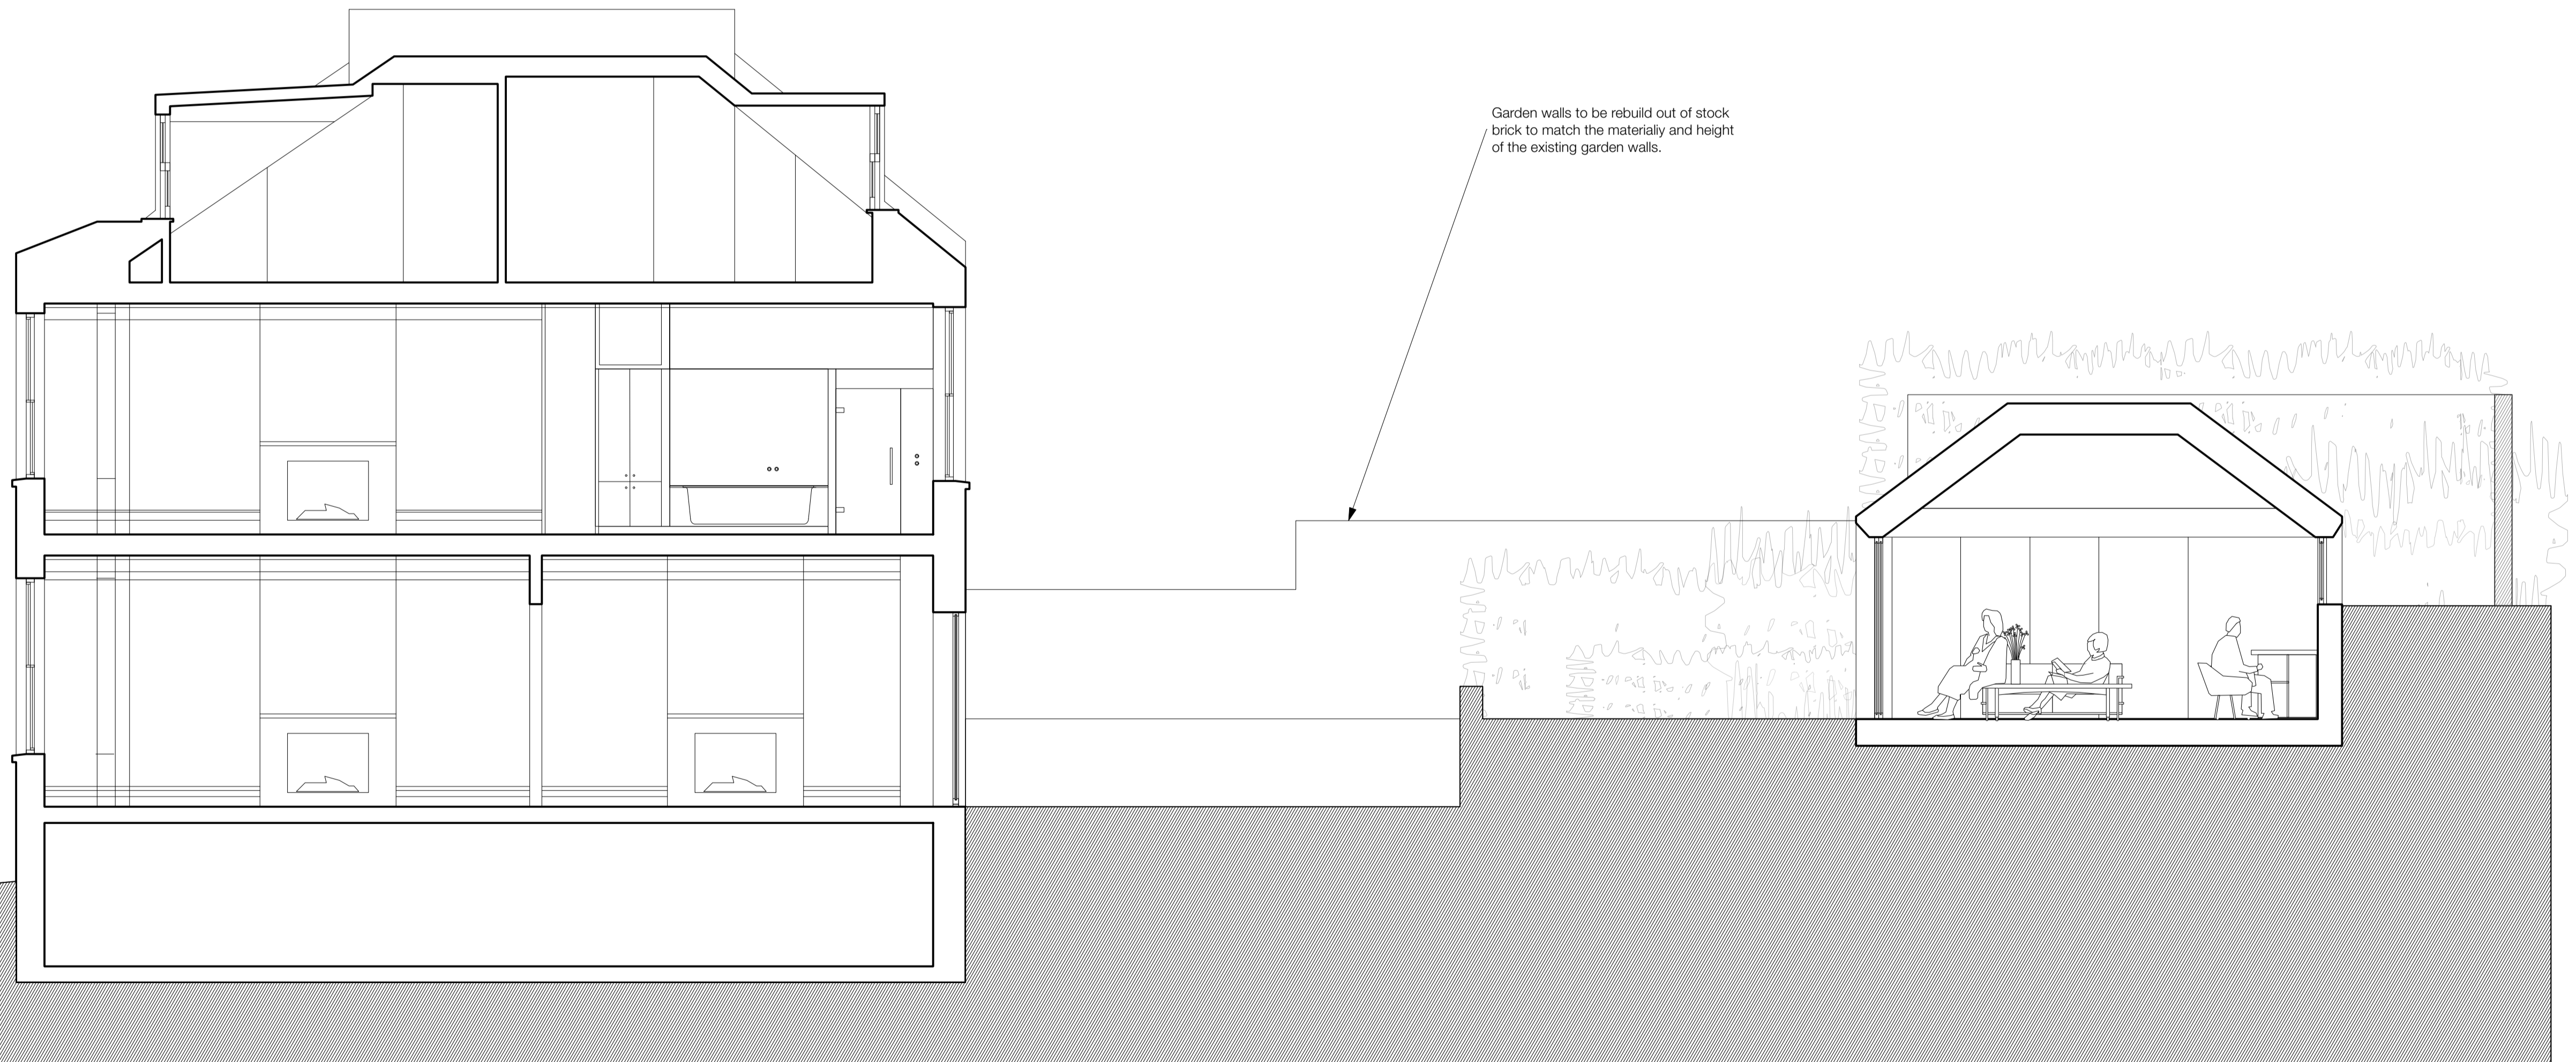 Garden walls to be rebuild out of stock
brick to match the materialiy and height
of the existing garden walls.